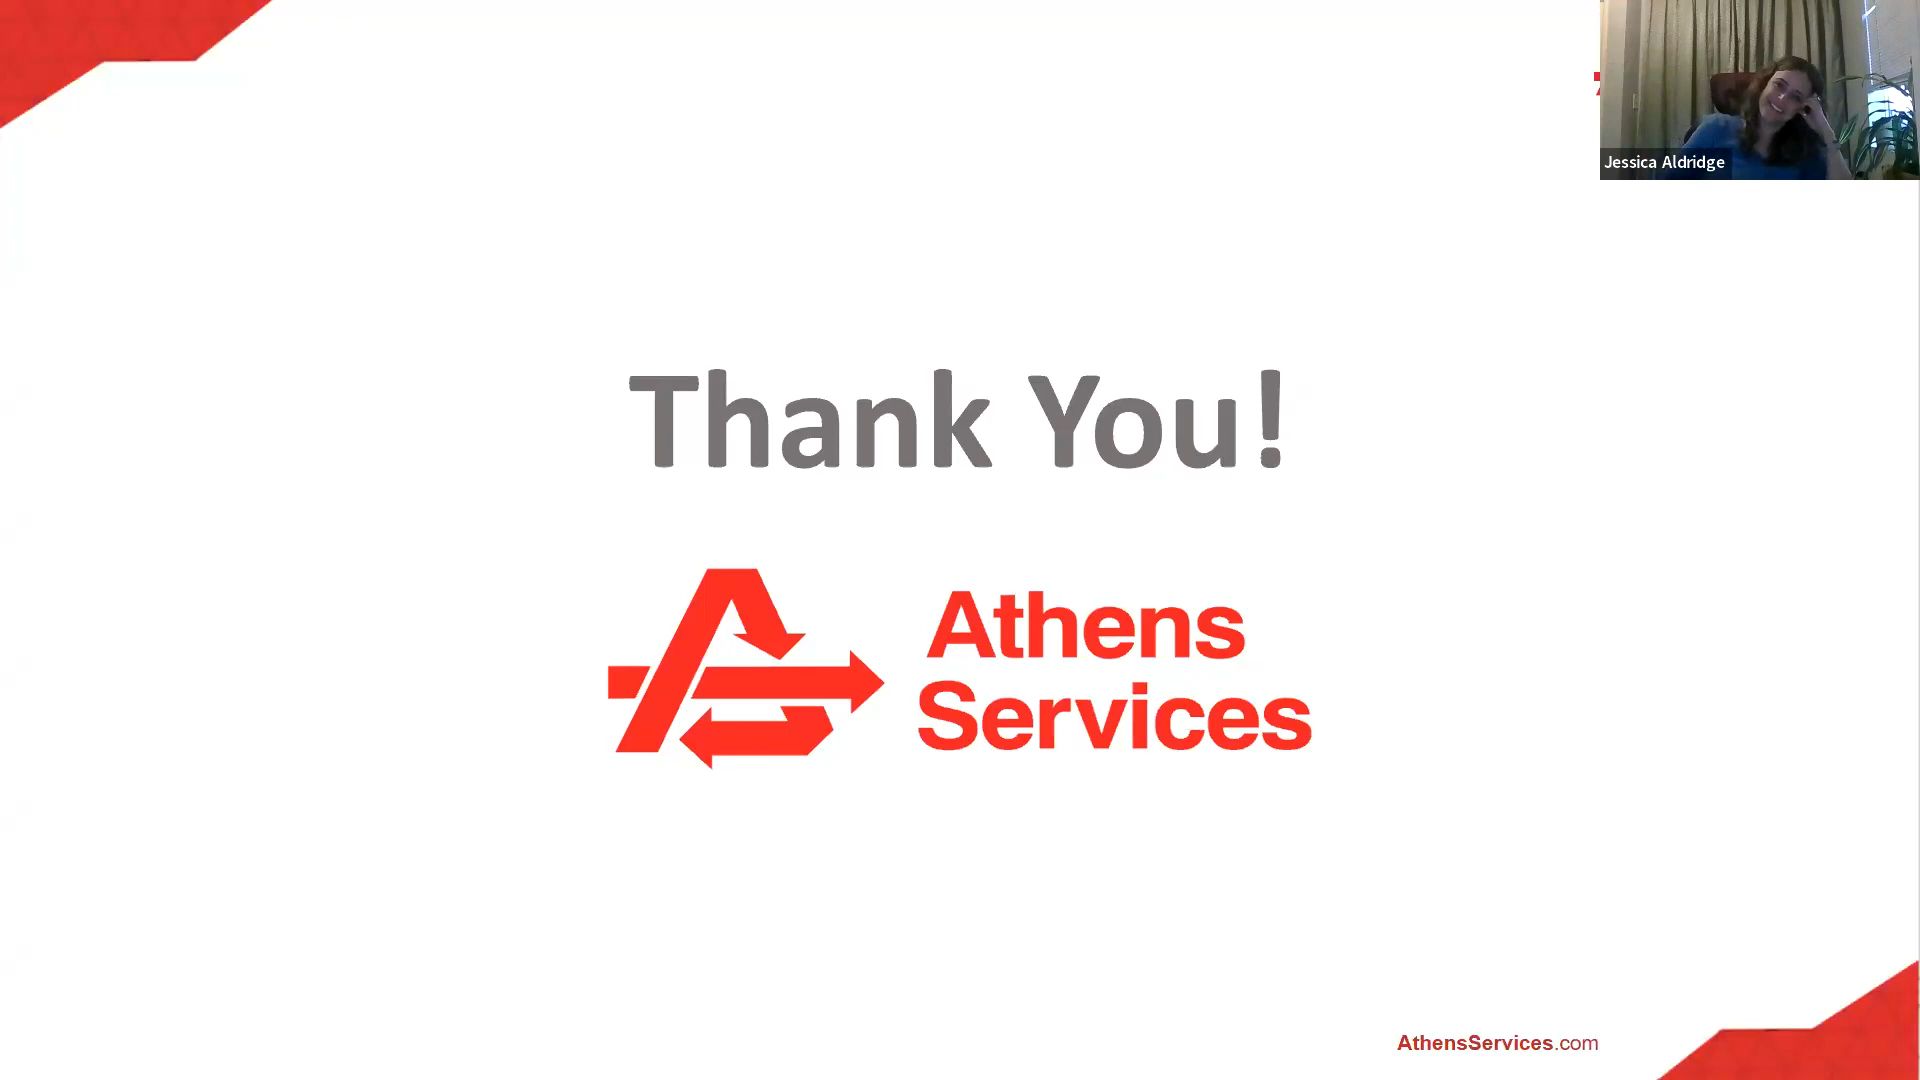 Jessica Aldridge
Thank You!
Athens
Services
AthensServices.com